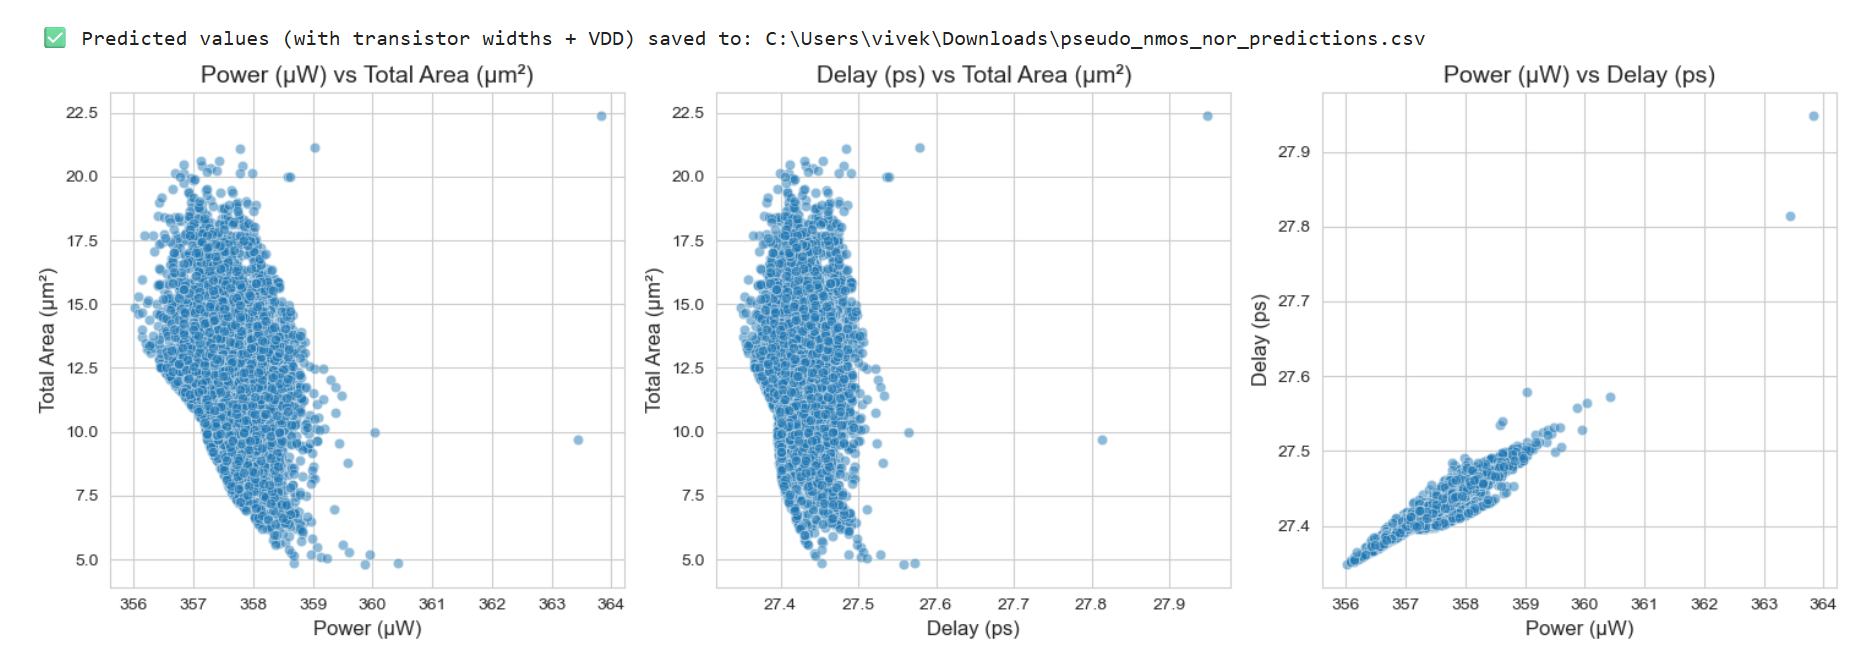 ✅ Predicted values (with transistor widths + VDD) saved to: C:\Users\vivek\Downloads\pseudo_nmos_nor_predictions.csv
Power (µW) vs Total Area (µm²)
Total Area (µm²)
22.5
20.0
17.5
15.0
12.5
10.0
7.5
5.0
356 357 358 359 360 361 362 363 364
Power (µW)
Delay (ps) vs Total Area (µm²)
Total Area (µm²)
22.5
20.0
17.5
15.0
12.5
10.0
7.5
5.0
27.4 27.5 27.6 27.7 27.8 27.9
Delay (ps)
Power (µW) vs Delay (ps)
Delay (ps)
27.9
27.8
27.7
27.6
27.5
27.4
356 357 358 359 360 361 362 363 364
Power (µW)